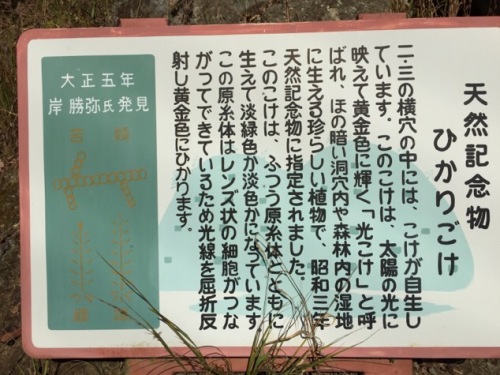 天然記念物
ひかりごけ
二・三の横穴の中には、こけが自生し
ています。このこけは、太陽の光に
映えて黄金色に輝く「光こけ」と呼
ばれ、ほの暗い洞穴内や森林内の湿地
に生える珍らしい植物で、昭和三年
天然記念物に指定されました。
このこけは、ふつう原糸体とともに
生えて淡緑色か淡色かになっています。
この原糸体はレンズ状の細胞がつな
がってできているため光線を屈折反
射し黄金色にひかります。
大正五年
岸勝弥氏発見